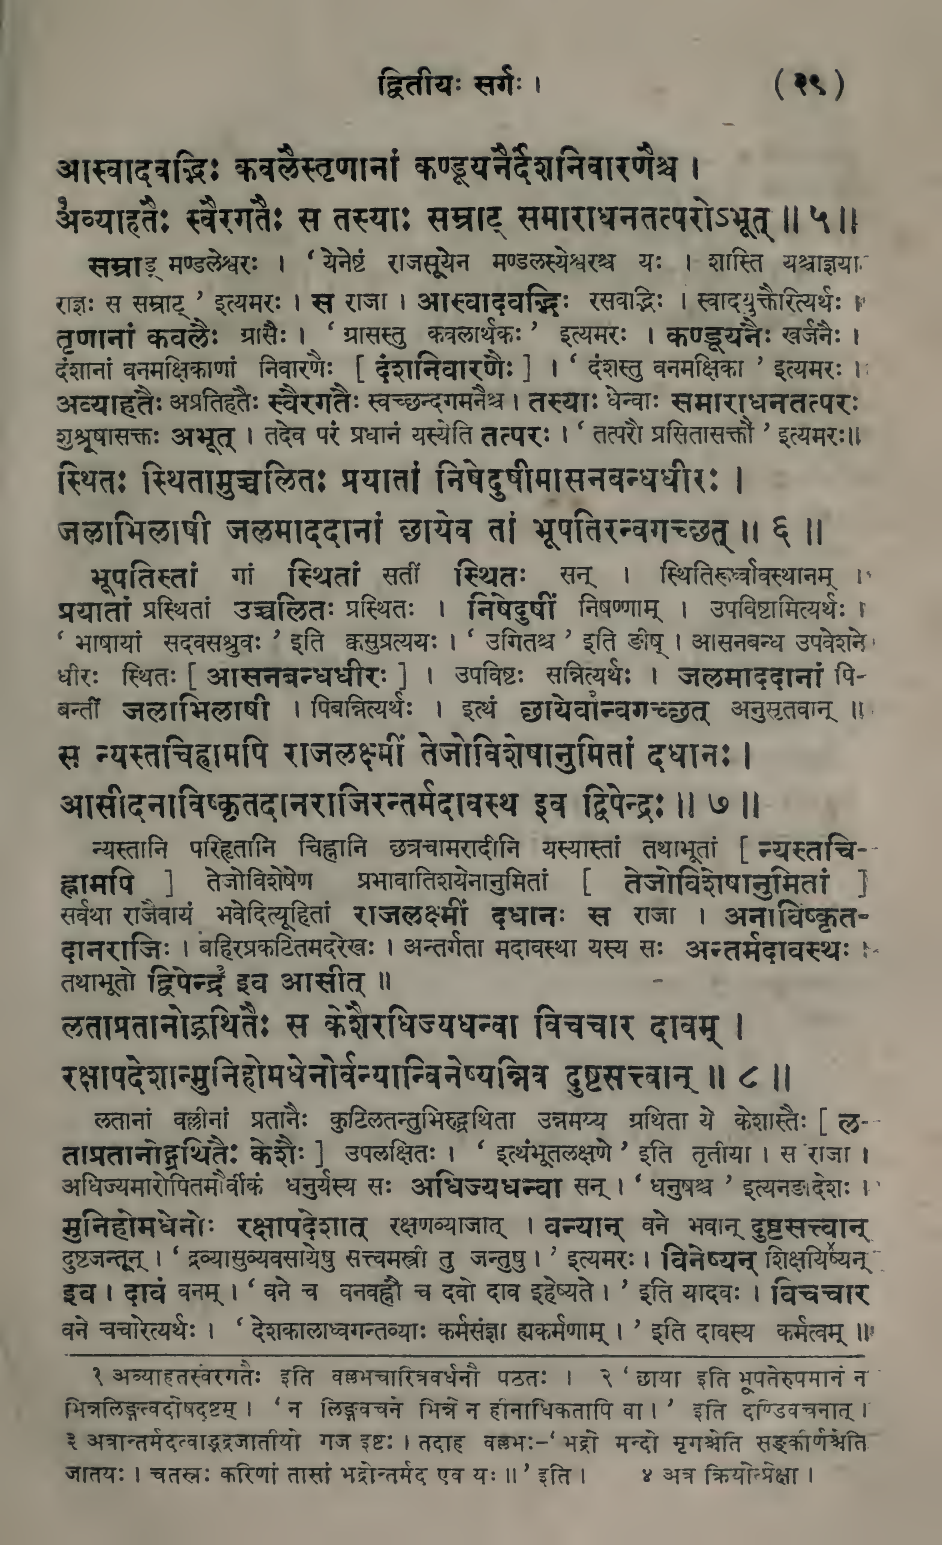 द्वितीयः सर्गः । ( ३९ )
आस्वादवद्भिः कवलैस्तृणानां कण्डूयनैर्दंशनिवारणैश्च ।
अव्याहतैः स्वैरगतैः स तस्याः सम्राट् समाराधनतत्परोऽभूत् ॥ ५ ॥
सम्राड् मण्डलेश्वरः । ‘ येनेष्टं राजसूयेन मण्डलस्येश्वरश्च यः । शास्ति यश्चाज्ञया
राज्ञः स सम्राट् ’ इत्यमरः । स राजा । आस्वादवद्भिः रसवद्भिः । स्वादयुक्तैरित्यर्थः ।
तृणानां कवलैः ग्रासैः । ‘ ग्रासस्तु कवलार्थकः ’ इत्यमरः । कण्डूयनैः खर्जनैः ।
दंशानां वनमक्षिकाणां निवारणैः [ दंशनिवारणैः ] । ‘ दंशस्तु वनमक्षिका ’ इत्यमरः ।
अव्याहतैः अप्रतिहतैः स्वैरगतैः स्वच्छन्दगमनैश्च । तस्याः धेन्वाः समाराधनतत्परः
शुश्रूषासक्तः अभूत् । तदेव परं प्रधानं यस्येति तत्परः । ‘ तत्परौ प्रसितासक्तौ ’ इत्यमरः॥
स्थितः स्थितामुच्चलितः प्रयातां निषेदुषीमासनबन्धधीरः ।
जलाभिलाषी जलमाददानां छायेव तां भूपतिरन्वगच्छत् ॥ ६ ॥
भूपतिस्तां गां स्थितां सतीं स्थितः सन् । स्थितिरूर्ध्वावस्थानम् ।
प्रयातां प्रस्थितां उच्चलितः प्रस्थितः । निषेदुषीं निषण्णाम् । उपविष्टामित्यर्थः ।
‘ भाषायां सदवसश्रुवः ’ इति क्वसुप्रत्ययः । ‘ उगितश्च ’ इति ङीष् । आसनबन्ध उपवेशने
धीरः स्थितः [ आसनबन्धधीरः ] । उपविष्टः सन्नित्यर्थः । जलमाददानां पि-
बन्तीं जलाभिलाषी । पिबन्नित्यर्थः । इत्थं छायेवान्वगच्छत् अनुसृतवान् ॥
स न्यस्तचिह्नामपि राजलक्ष्मीं तेजोविशेषानुमितां दधानः ।
आसीदनाविष्कृतदानराजिरन्तर्मदावस्थ इव द्विपेन्द्रः ॥ ७ ॥
न्यस्तानि परिहृतानि चिह्नानि छत्रचामरादीनि यस्यास्तां तथाभूतां [ न्यस्तचि-
ह्नामपि ] तेजोविशेषेण प्रभावातिशयेनानुमितां [ तेजोविशेषानुमितां ]
सर्वथा राजैवायं भवेदित्यूहितां राजलक्ष्मीं दधानः स राजा । अनाविष्कृत-
दानराजिः । बहिरप्रकटितमदरेखः । अन्तर्गता मदावस्था यस्य सः अन्तर्मदावस्थः ।
तथाभूतो द्विपेन्द्रं इव आसीत् ॥
लताप्रतानोद्ग्रथितैः स केशैरधिज्यधन्वा विचचार दावम् ।
रक्षापदेशान्मुनिहोमधेनोर्वन्यान्विनेष्यन्निव दुष्टसत्त्वान् ॥ ८ ॥
लतानां वल्लीनां प्रतानैः कुटिलतन्तुभिरुद्ग्रथिता उन्नमय्य ग्रथिता ये केशास्तैः [ ल-
ताप्रतानोद्ग्रथितैः केशैः ] उपलक्षितः । ‘ इत्थंभूतलक्षणे ’ इति तृतीया । स राजा ।
अधिज्यमारोपितमौर्वीकं धनुर्यस्य सः अधिज्यधन्वा सन् । ‘ धनुषश्च ’ इत्यनङादेशः ।
मुनिहोमधेनोः रक्षापदेशात् रक्षणव्याजात् । वन्यान् वने भवान् दुष्टसत्त्वान्
दुष्टजन्तून् । ‘ द्रव्यासुव्यवसायेषु सत्त्वमस्त्री तु जन्तुषु । ’ इत्यमरः । विनेष्यन् शिक्षयिष्यन्
इव । दावं वनम् । ‘ वने च वनवह्नौ च दवो दाव इहेष्यते । ’ इति यादवः । विचचार
वने चचारेत्यर्थः । ‘ देशकालाध्वगन्तव्याः कर्मसंज्ञा ह्यकर्मणाम् । ’ इति दावस्य कर्मत्वम् ॥
१ अव्याहतस्वैरगतैः इति वल्लभचारित्रवर्धनौ पठतः । २ ‘ छाया इति भूपतेरुपमानं न
भिन्नलिङ्गत्वदोषदष्टम् । ‘ न लिङ्गवचने भिन्ने न हीनाधिकतापि वा । ’ इति दण्डिवचनात् ।
३ अत्रान्तर्मदत्वाद्भद्रजातीयो गज इष्टः । तदाह वल्लभः–‘ भद्रो मन्दो मृगश्चेति सङ्कीर्णश्चेति
जातयः । चतस्रः करिणां तासां भद्रोन्तर्मद एव यः ॥ ’ इति । ४ अत्र क्रियोत्प्रेक्षा ।